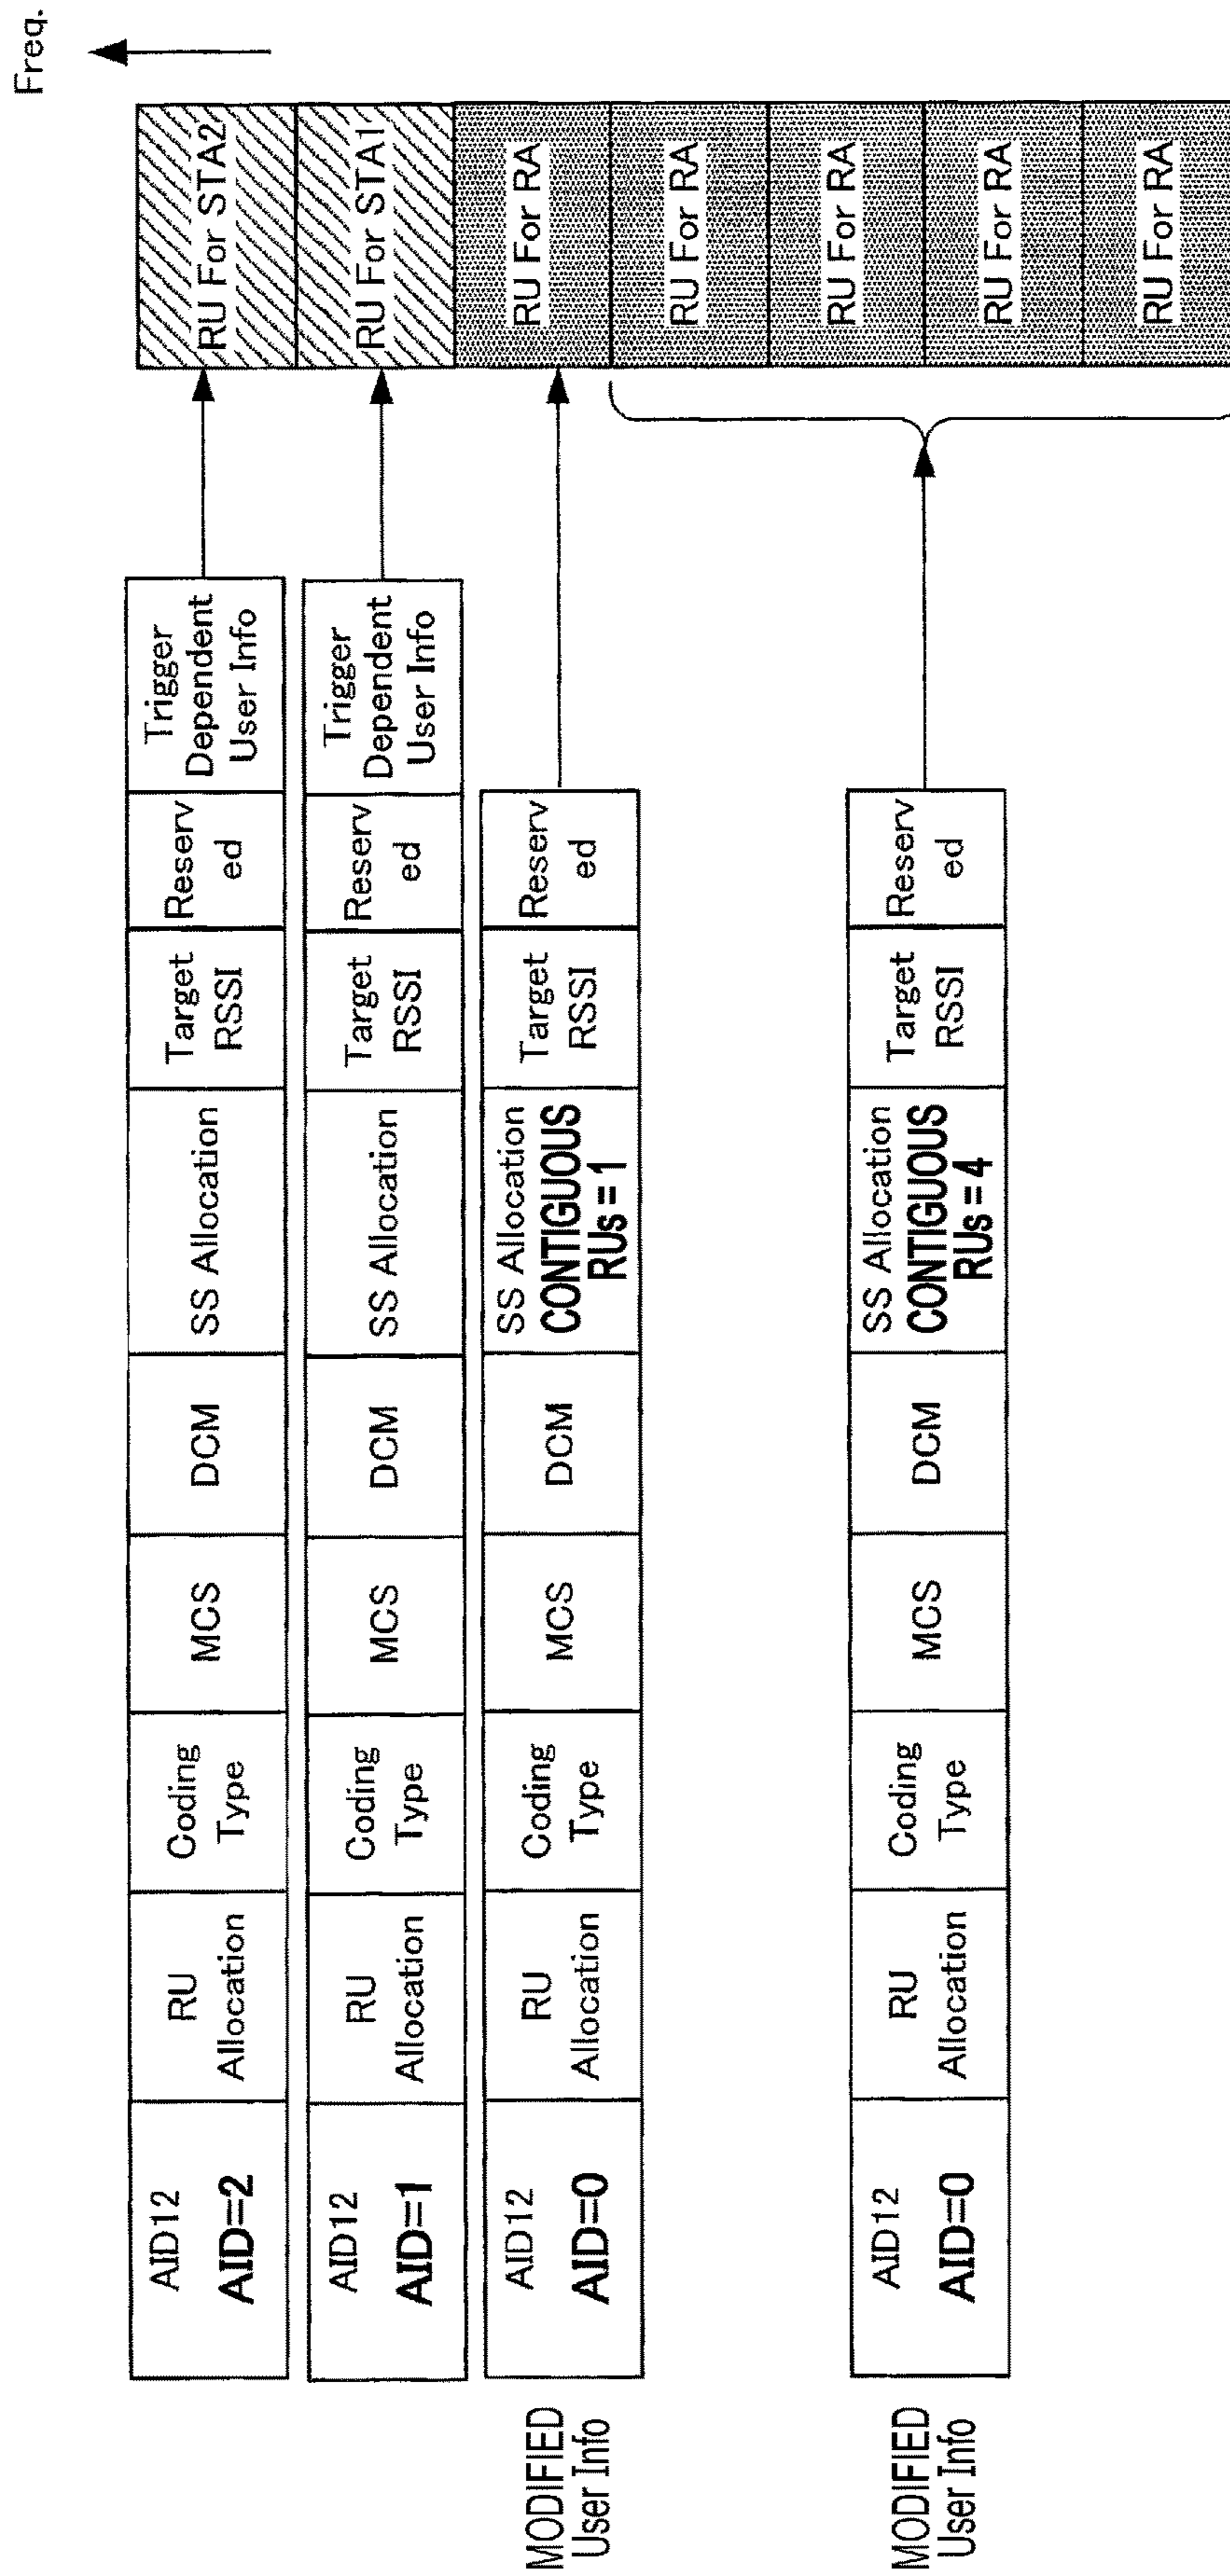 Freq.
AID12
AID=2
RU
Allocation
Coding
Type
MCS
DCM
SS Allocation
Target
RSSI
Reserv
ed
Trigger
Dependent
User Info
RU For STA2
AID12
AID=1
RU
Allocation
Coding
Type
MCS
DCM
SS Allocation
Target
RSSI
Reserv
ed
Trigger
Dependent
User Info
RU For STA1
MODIFIED
User Info
AID12
AID=0
RU
Allocation
Coding
Type
MCS
DCM
SS Allocation
CONTIGUOUS
RUs = 1
Target
RSSI
Reserv
ed
RU For RA
RU For RA
MODIFIED
User Info
AID12
AID=0
RU
Allocation
Coding
Type
MCS
DCM
SS Allocation
CONTIGUOUS
RUs = 4
Target
RSSI
Reserv
ed
RU For RA
RU For RA
RU For RA